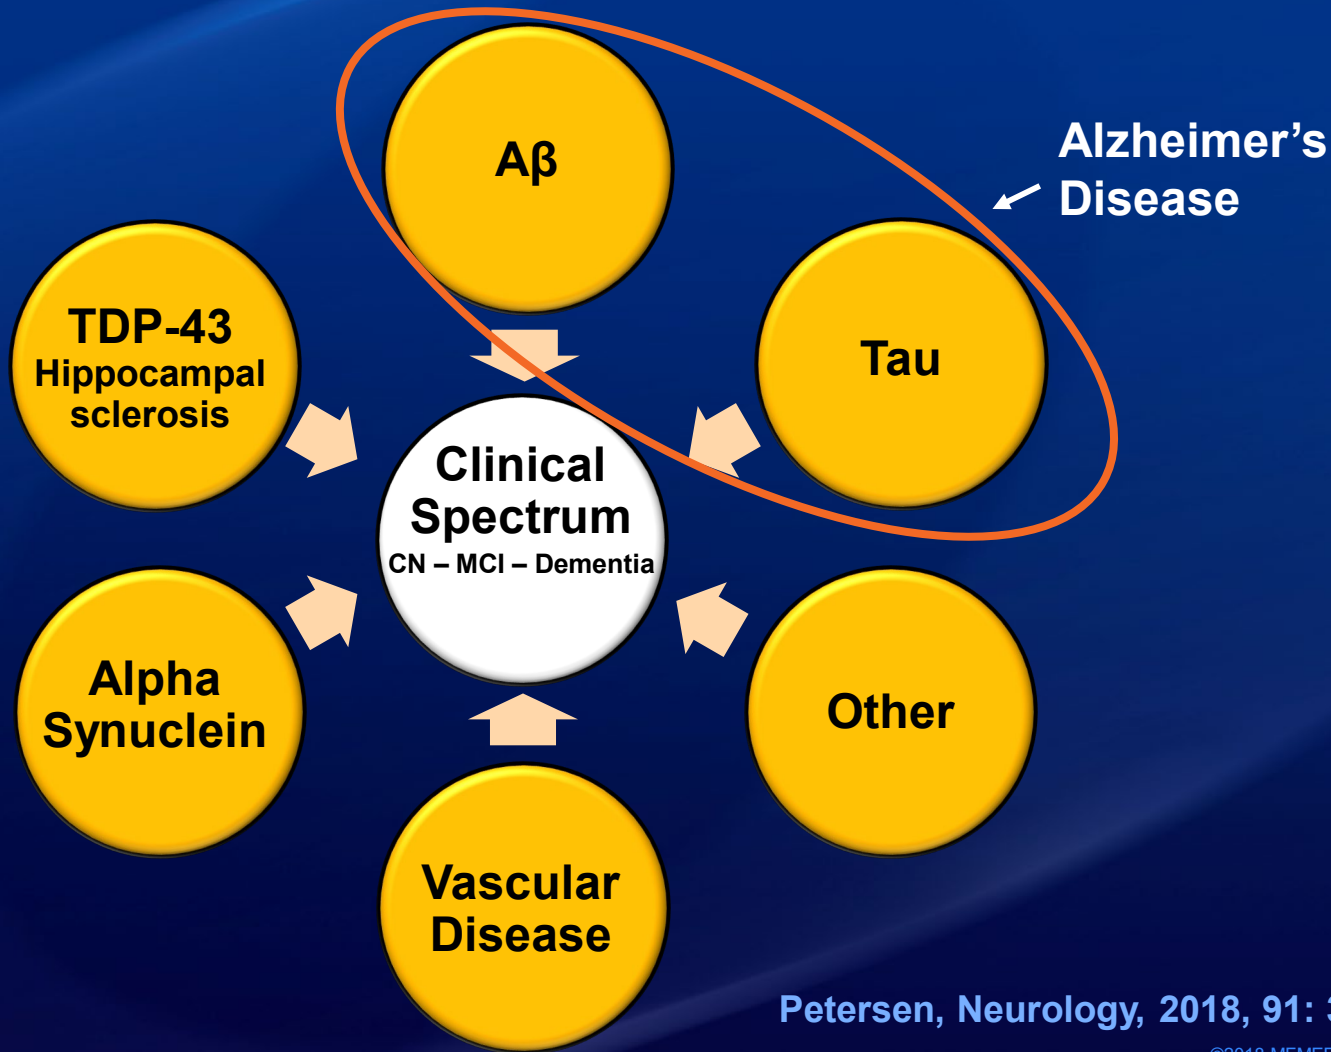 Aβ
Alzheimer's
Disease
TDP-43
Hippocampal
sclerosis
Tau
Clinical
Spectrum
CN – MCI – Dementia
Alpha
Synuclein
Other
Vascular
Disease
Petersen, Neurology, 2018, 91: